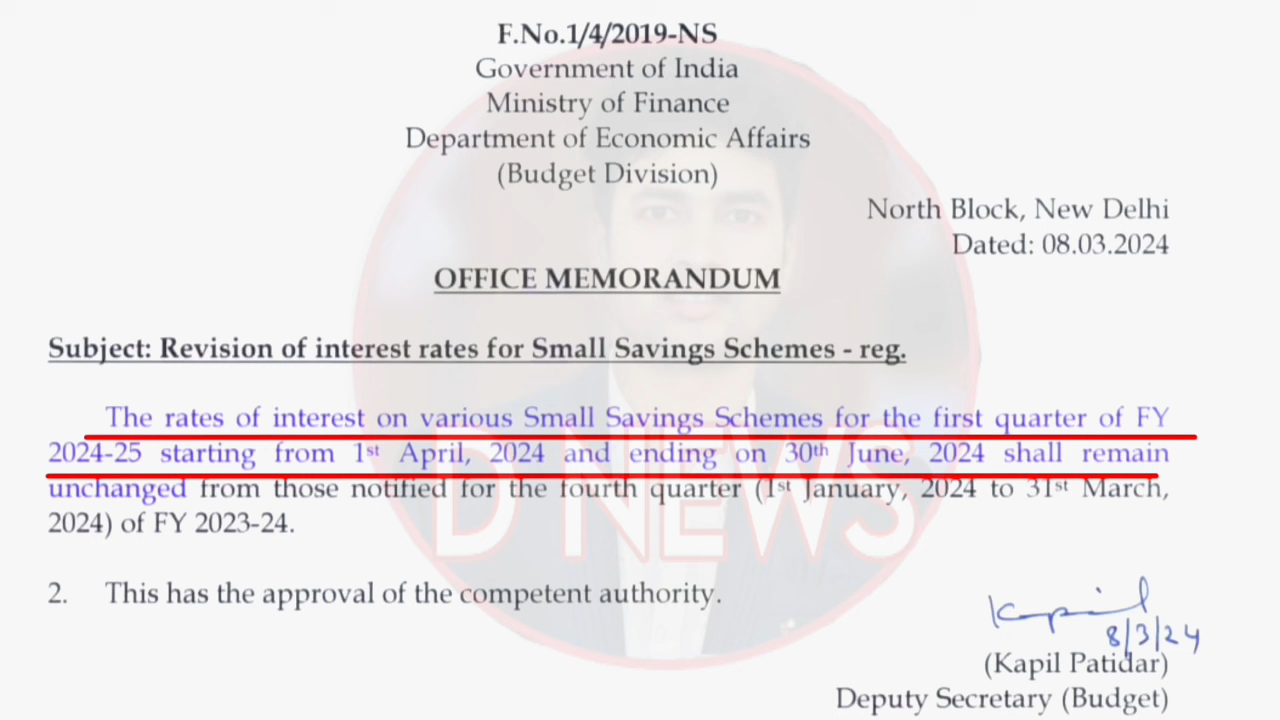 F.No.1/4/2019-NS
Government of India
Ministry of Finance
Department of Economic Affairs
(Budget Division)
North Block, New Delhi
Dated: 08.03.2024
OFFICE MEMORANDUM
Subject: Revision of interest rates for Small Savings Schemes - reg.
The rates of interest on various Small Savings Schemes for the first quarter of FY
2024-25 starting from 1st April, 2024 and ending on 30th June, 2024 shall remain
unchanged from those notified for the fourth quarter (1st January, 2024 to 31st March,
2024) of FY 2023-24.
D NEWS
2. This has the approval of the competent authority.
Kapil
8/3/24
(Kapil Patidar)
Deputy Secretary (Budget)